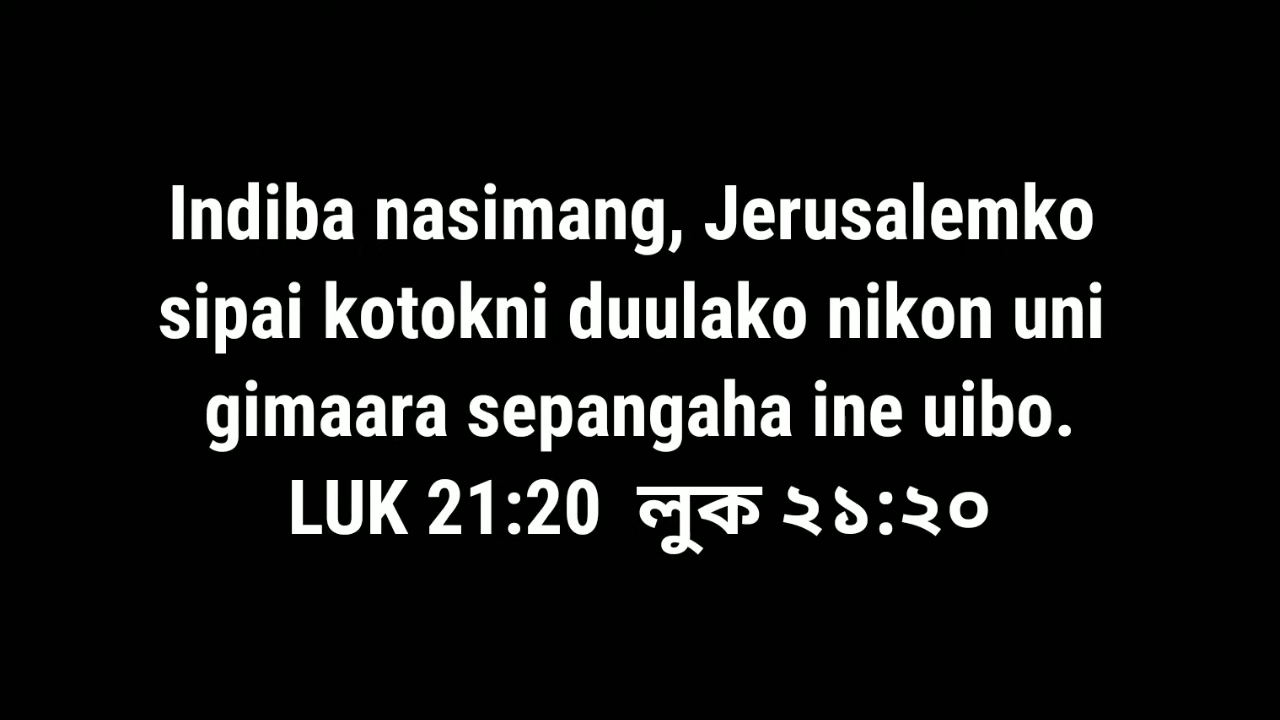 Indiba nasimang, Jerusalemko
sipai kotokni duulako nikon uni
gimaara sepangaha ine uibo.
LUK 21:20 লুক ২১:২০